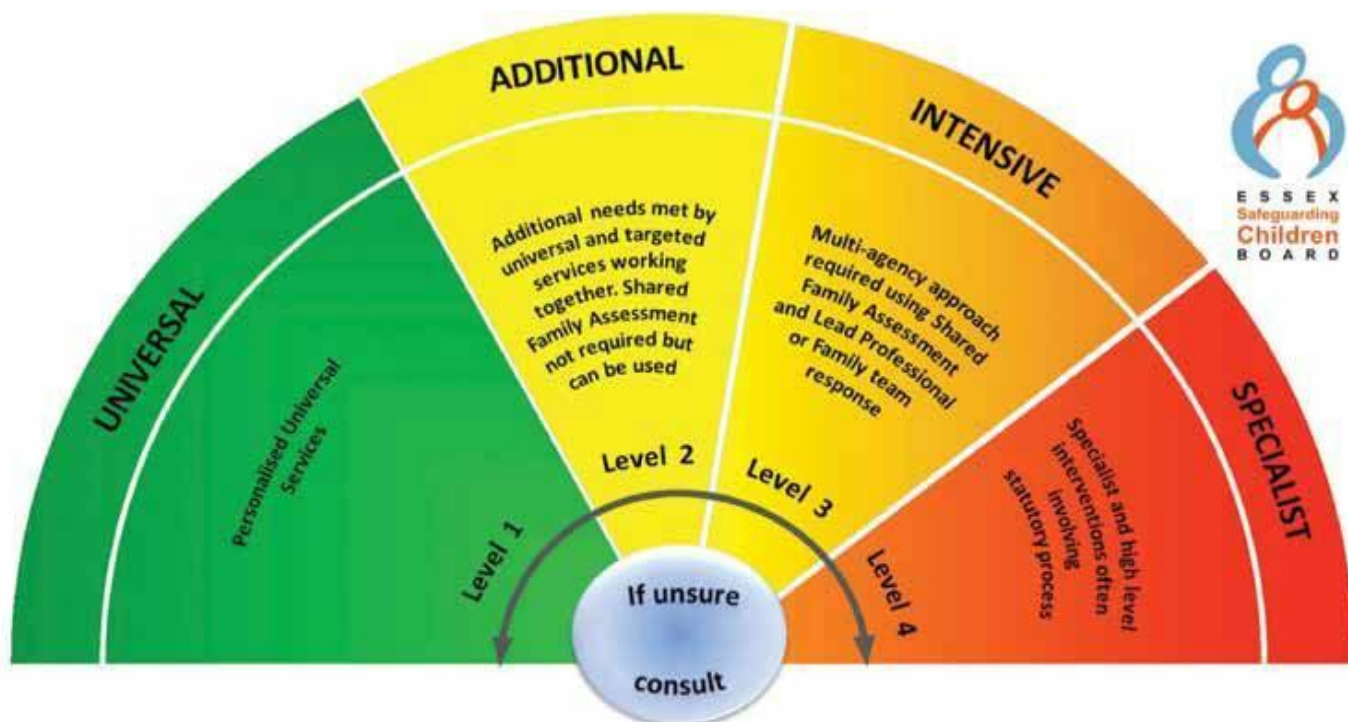 UNIVERSAL
Personalised Universal
Services
Level 1
ADDITIONAL
Additional needs met by
universal and targeted
services working
together. Shared
Family Assessment
not required but
can be used
Level 2
INTENSIVE
Multi-agency approach
required using Shared
Family Assessment
and Lead Professional
or Family team
response
Level 3
SPECIALIST
Specialist and high level
interventions often
involving
statutory process
Level 4
If unsure
consult
ESSEX
Safeguarding
Children
BOARD